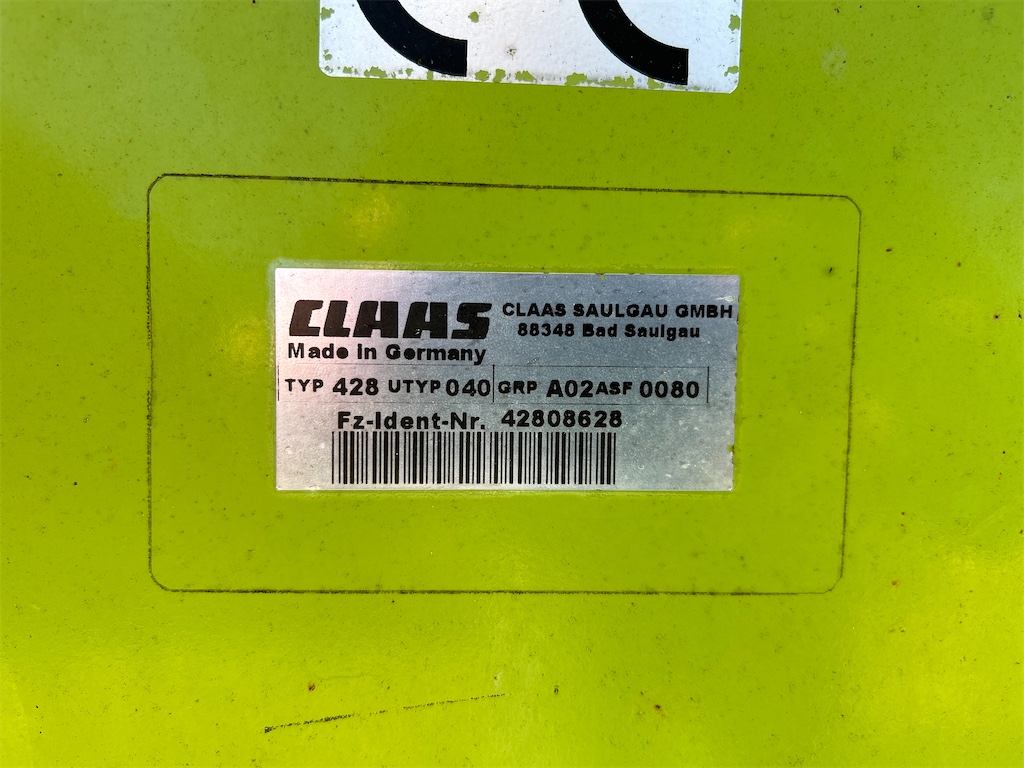 CLAAS CLAAS SAULGAU GMBH
88348 Bad Saulgau
Made in Germany
TYP 428 UTYP 040 GRP A02 ASF 0080
Fz-Ident-Nr. 42808628